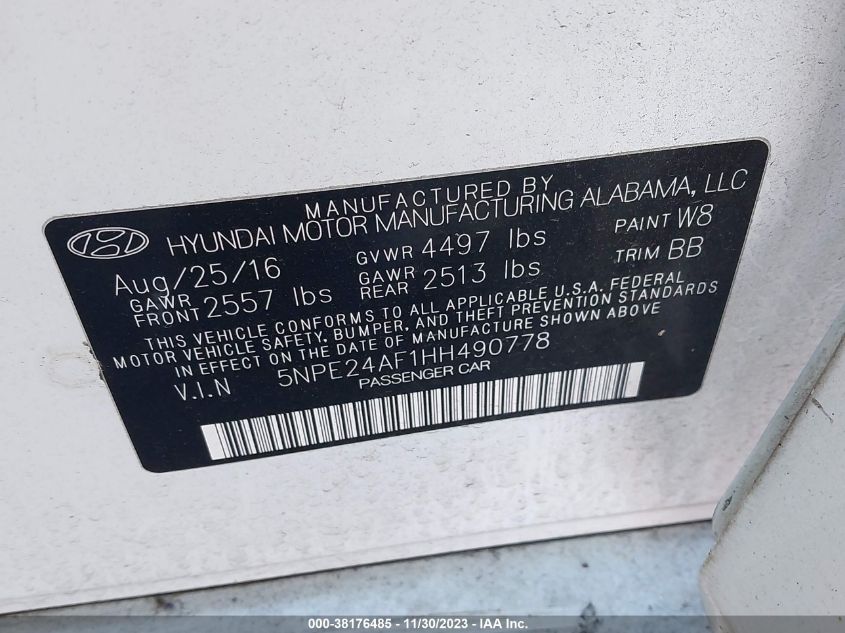 MANUFACTURED BY
HYUNDAI MOTOR MANUFACTURING ALABAMA, LLC
Aug/25/16 GVWR 4497 lbs PAINT W8
GAWR FRONT 2557 lbs GAWR REAR 2513 lbs TRIM BB
THIS VEHICLE CONFORMS TO ALL APPLICABLE U.S.A. FEDERAL
MOTOR VEHICLE SAFETY, BUMPER, AND THEFT PREVENTION STANDARDS
IN EFFECT ON THE DATE OF MANUFACTURE SHOWN ABOVE
V.I.N 5NPE24AF1HH490778
PASSENGER CAR
000-38176485 - 11/30/2023 - IAA Inc.